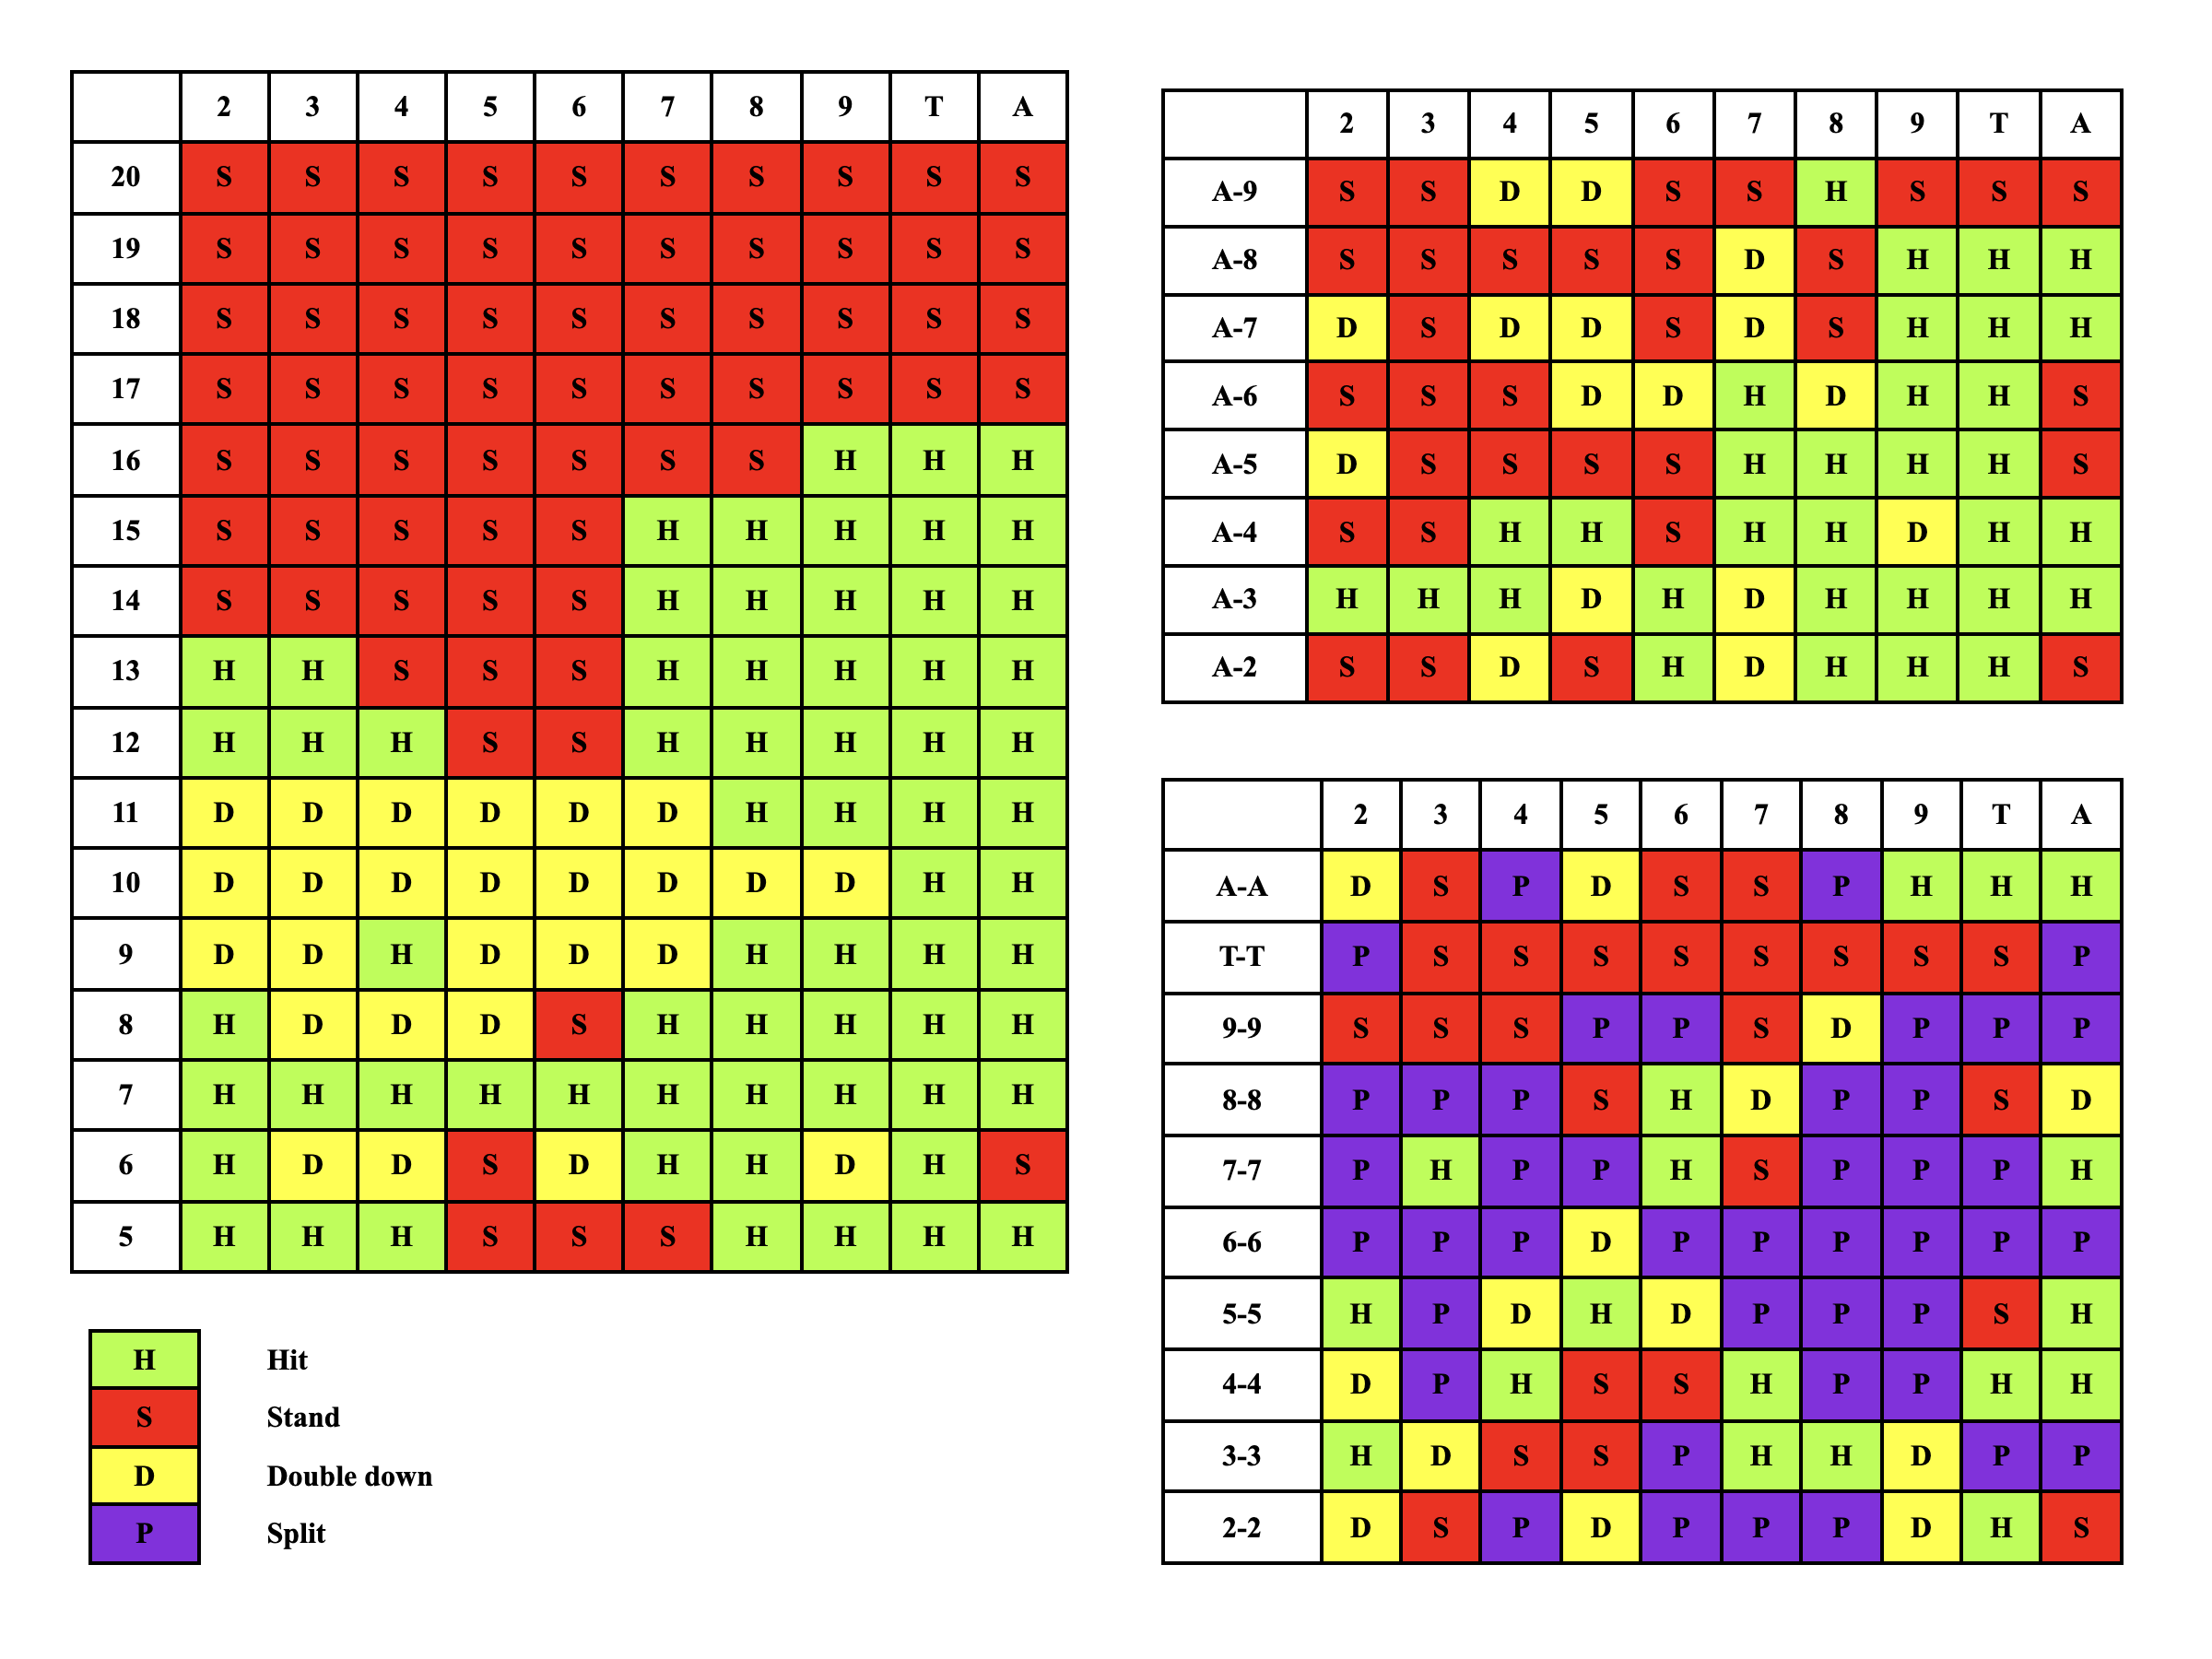 2 3 4 5 6 7 8 9 T A
20 S S S S S S S S S S
19 S S S S S S S S S S
18 S S S S S S S S S S
17 S S S S S S S S S S
16 S S S S S S S H H H
15 S S S S S H H H H H
14 S S S S S H H H H H
13 H H S S S H H H H H
12 H H H S S H H H H H
11 D D D D D D H H H H
10 D D D D D D D D H H
9 D D H D D D H H H H
8 H D D D S H H H H H
7 H H H H H H H H H H
6 H D D S D H H D H S
5 H H H S S S H H H H
H Hit
S Stand
D Double down
P Split
2 3 4 5 6 7 8 9 T A
A-9 S S D D S S H S S S
A-8 S S S S S D S H H H
A-7 D S D D S D S H H H
A-6 S S S D D H D H H S
A-5 D S S S S H H H H S
A-4 S S H H S H H D H H
A-3 H H H D H D H H H H
A-2 S S D S H D H H H S
2 3 4 5 6 7 8 9 T A
A-A D S P D S S P H H H
T-T P S S S S S S S S P
9-9 S S S P P S D P P P
8-8 P P P S H D P P S D
7-7 P H P P H S P P P H
6-6 P P P D P P P P P P
5-5 H P D H D P P P S H
4-4 D P H S S H P P H H
3-3 H D S S P H H D P P
2-2 D S P D P P P D H S